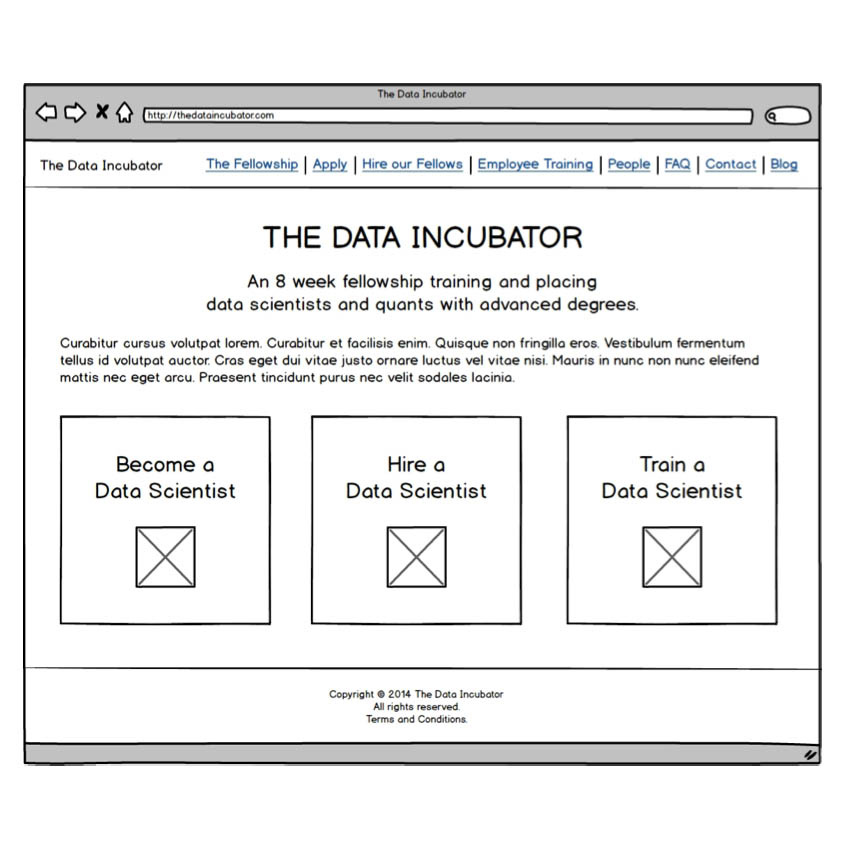 The Data Incubator
http://thedataincubator.com
The Data Incubator
The Fellowship | Apply | Hire our Fellows | Employee Training | People | FAQ | Contact | Blog
THE DATA INCUBATOR
An 8 week fellowship training and placing
data scientists and quants with advanced degrees.
Curabitur cursus volutpat lorem. Curabitur et facilisis enim. Quisque non fringilla eros. Vestibulum fermentum
tellus id volutpat auctor. Cras eget dui vitae justo ornare luctus vel vitae nisi. Mauris in nunc non nunc eleifend
mattis nec eget arcu. Praesent tincidunt purus nec velit sodales lacinia.
Become a
Data Scientist
Hire a
Data Scientist
Train a
Data Scientist
Copyright © 2014 The Data Incubator
All rights reserved.
Terms and Conditions.